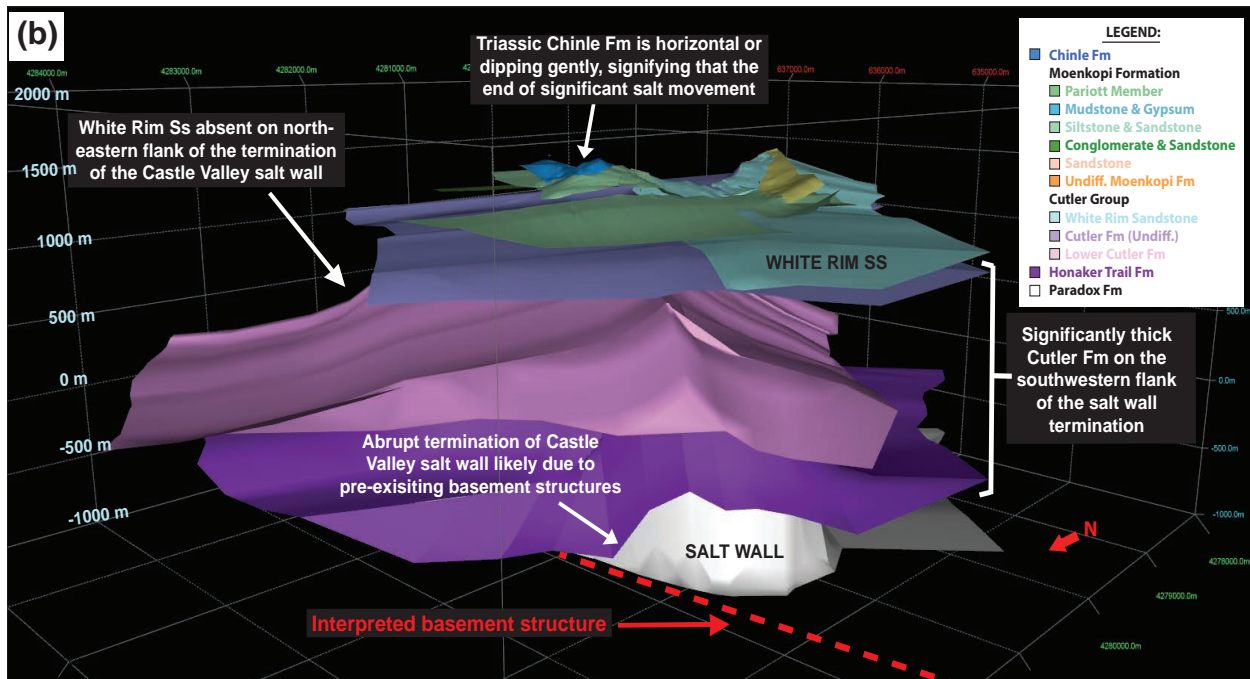 (b)
LEGEND:
Chinle Fm
Moenkopi Formation
Pariott Member
Mudstone & Gypsum
Siltstone & Sandstone
Conglomerate & Sandstone
Sandstone
Undiff. Moenkopi Fm
Cutler Group
White Rim Sandstone
Cutler Fm (Undiff.)
Lower Cutler Fm
Honaker Trail Fm
Paradox Fm
Triassic Chinle Fm is horizontal or
dipping gently, signifying that the
end of significant salt movement
4284000.0m
4283000.0m
4282000.0m
4281000.0m
637000.0m
636000.0m
635000.0m
2000 m
White Rim Ss absent on north-
eastern flank of the termination
of the Castle Valley salt wall
1500 m
1000 m
WHITE RIM SS
500 m
500.0m
Significantly thick
Cutler Fm on the
southwestern flank
of the salt wall
termination
0 m
0.0m
-500 m
-500.0m
Abrupt termination of Castle
Valley salt wall likely due to
pre-exisiting basement structures
-1000 m
-1000.0m
N
SALT WALL
4278000.0m
4279000.0m
4280000.0m
Interpreted basement structure